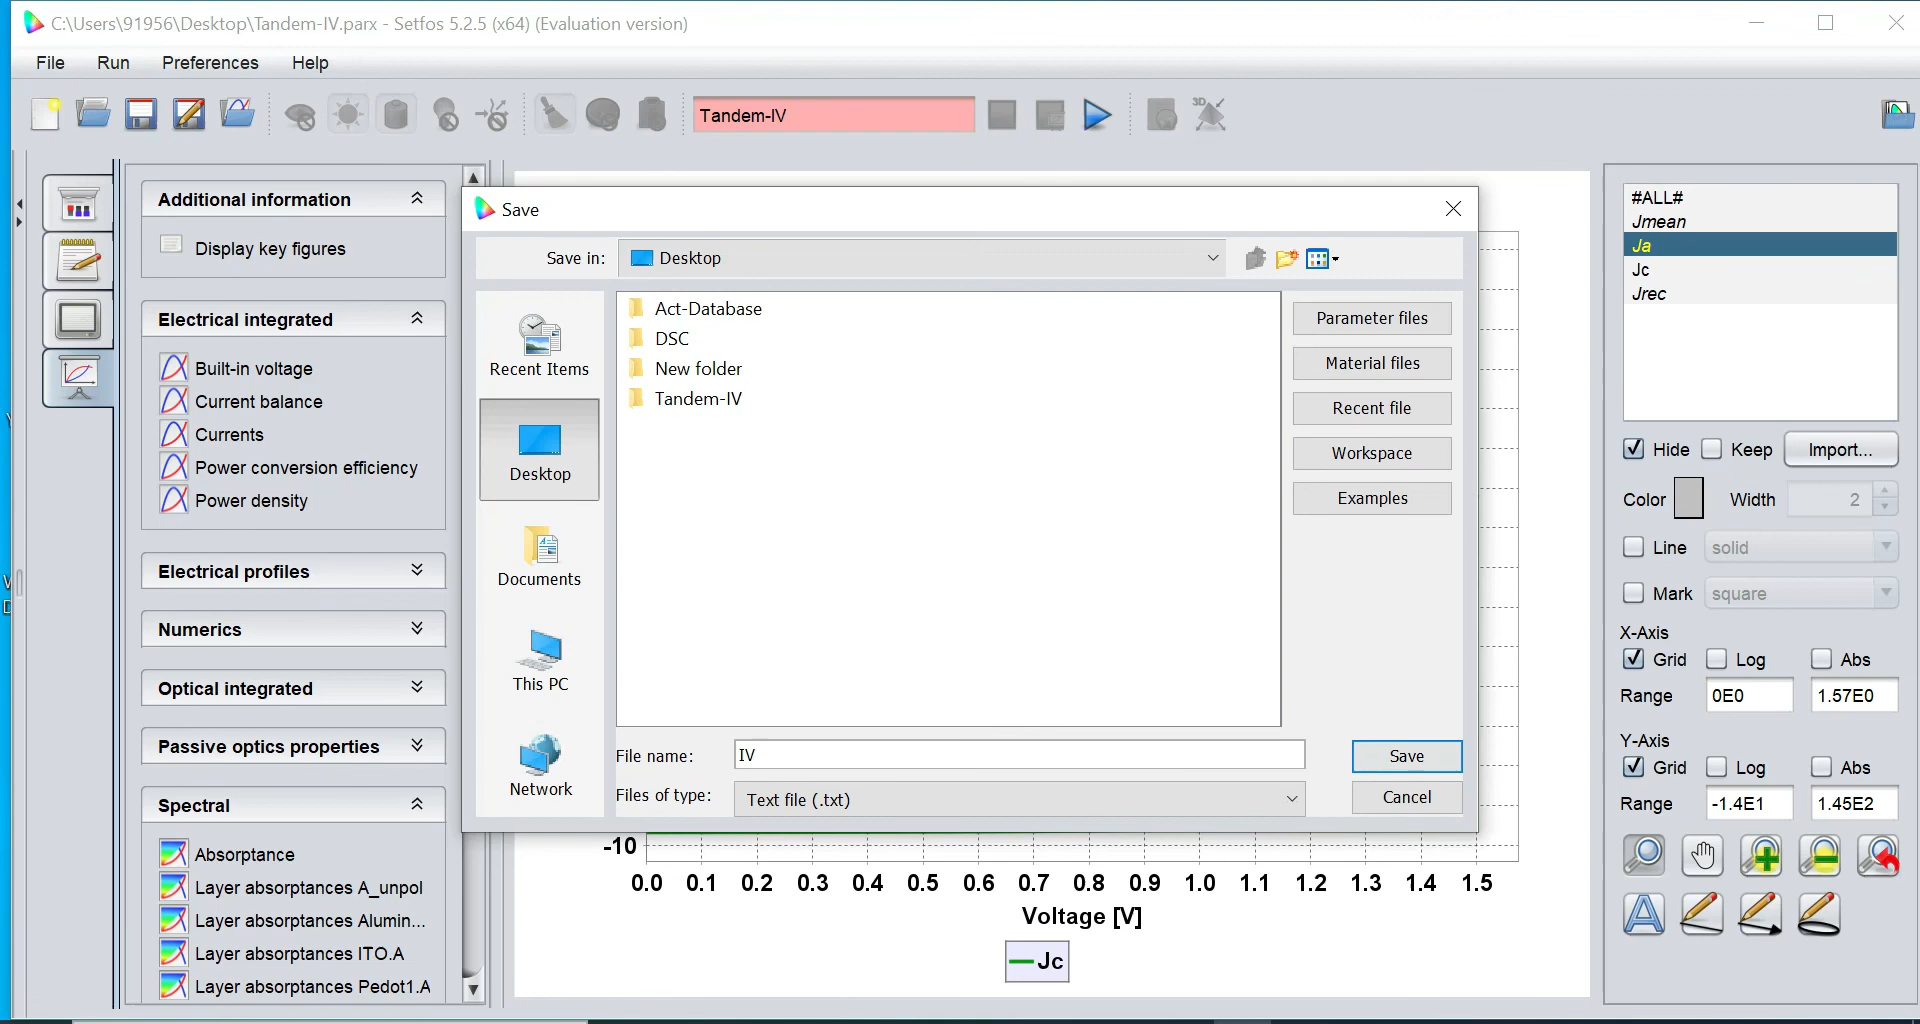 C:\Users\91956\Desktop\Tandem-IV.parx - Setfos 5.2.5 (x64) (Evaluation version)
File Run Preferences Help
Tandem-IV
3D
Additional information
Display key figures
Electrical integrated
Built-in voltage
Current balance
Currents
Power conversion efficiency
Power density
Electrical profiles
Numerics
Optical integrated
Passive optics properties
Spectral
Absorptance
Layer absorptances A_unpol
Layer absorptances Alumin...
Layer absorptances ITO.A
Layer absorptances Pedot1.A
Save
Save in: Desktop
Recent Items
Desktop
Documents
This PC
Network
Act-Database
DSC
New folder
Tandem-IV
Parameter files
Material files
Recent file
Workspace
Examples
File name: IV
Save
Files of type: Text file (.txt)
Cancel
-10
0.0 0.1 0.2 0.3 0.4 0.5 0.6 0.7 0.8 0.9 1.0 1.1 1.2 1.3 1.4 1.5
Voltage [V]
Jc
#ALL#
Jmean
Ja
Jc
Jrec
Hide Keep Import...
Color Width 2
Line solid
Mark square
X-Axis
Grid Log Abs
Range 0E0 1.57E0
Y-Axis
Grid Log Abs
Range -1.4E1 1.45E2